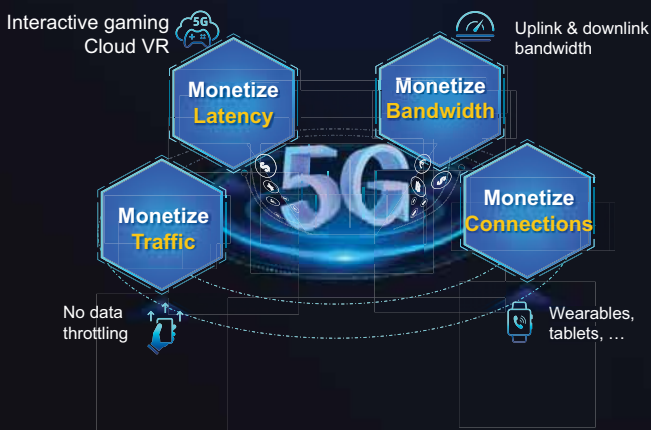 Interactive gaming
Cloud VR
5G
Uplink & downlink
bandwidth
Monetize
Latency
Monetize
Bandwidth
5G
Monetize
Traffic
Monetize
Connections
No data
throttling
Wearables,
tablets, …